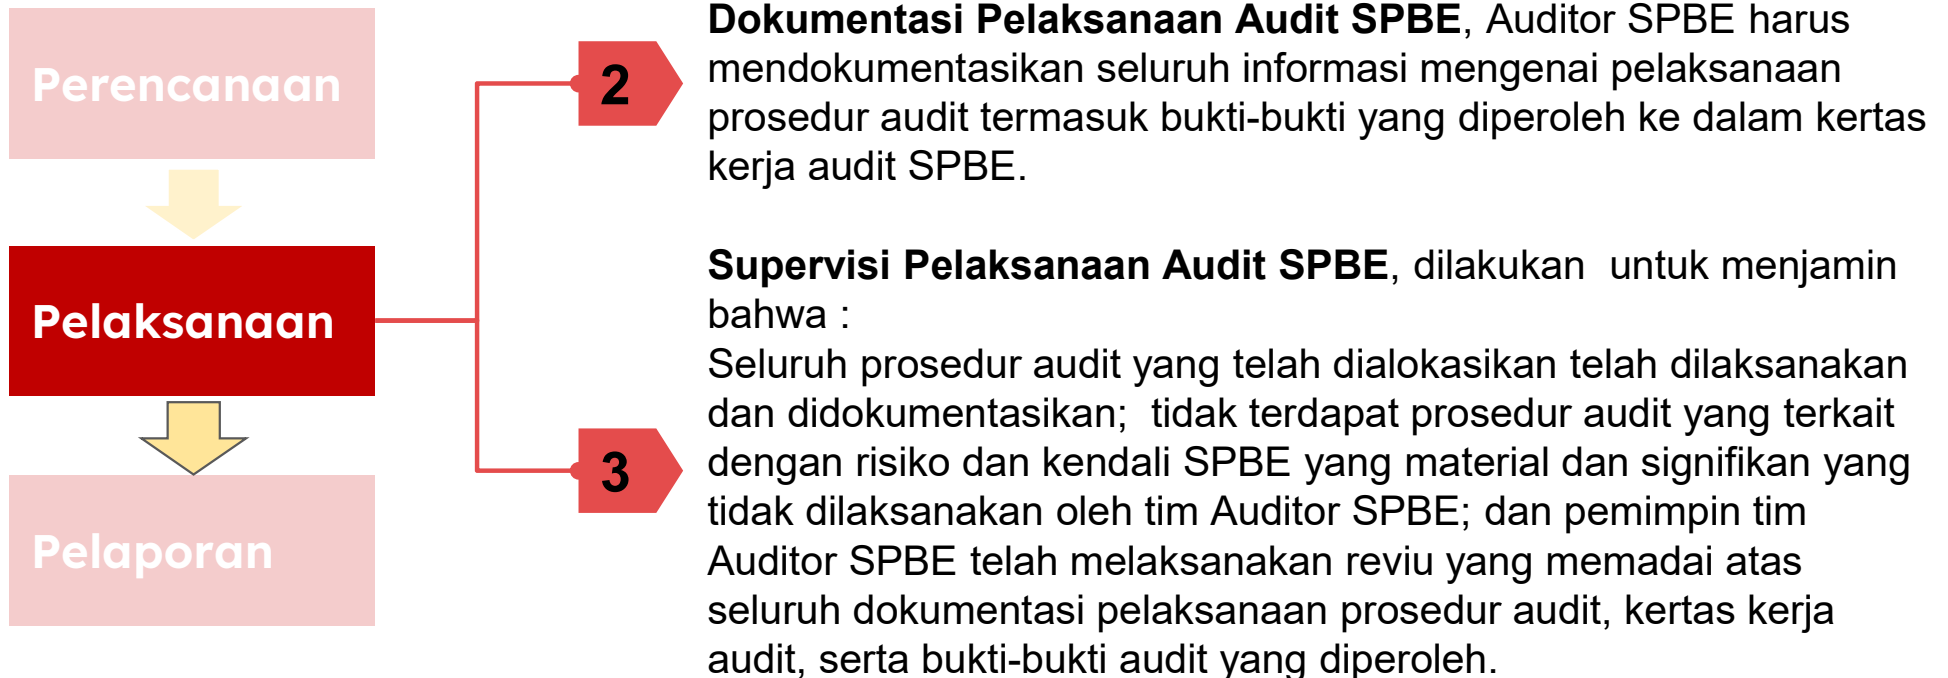 Perencanaan
Pelaksanaan
Pelaporan
2
Dokumentasi Pelaksanaan Audit SPBE, Auditor SPBE harus
mendokumentasikan seluruh informasi mengenai pelaksanaan
prosedur audit termasuk bukti-bukti yang diperoleh ke dalam kertas
kerja audit SPBE.
3
Supervisi Pelaksanaan Audit SPBE, dilakukan  untuk menjamin
bahwa :
Seluruh prosedur audit yang telah dialokasikan telah dilaksanakan
dan didokumentasikan;  tidak terdapat prosedur audit yang terkait
dengan risiko dan kendali SPBE yang material dan signifikan yang
tidak dilaksanakan oleh tim Auditor SPBE; dan pemimpin tim
Auditor SPBE telah melaksanakan reviu yang memadai atas
seluruh dokumentasi pelaksanaan prosedur audit, kertas kerja
audit, serta bukti-bukti audit yang diperoleh.